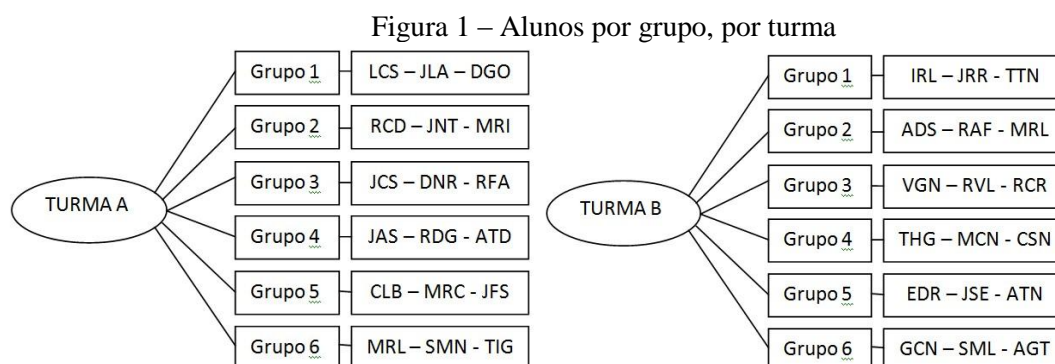 Figura 1 – Alunos por grupo, por turma
TURMA A
Grupo 1 LCS – JLA – DGO
Grupo 2 RCD – JNT - MRI
Grupo 3 JCS – DNR - RFA
Grupo 4 JAS – RDG - ATD
Grupo 5 CLB – MRC - JFS
Grupo 6 MRL – SMN - TIG
TURMA B
Grupo 1 IRL – JRR - TTN
Grupo 2 ADS – RAF - MRL
Grupo 3 VGN – RVL - RCR
Grupo 4 THG – MCN - CSN
Grupo 5 EDR – JSE - ATN
Grupo 6 GCN – SML - AGT